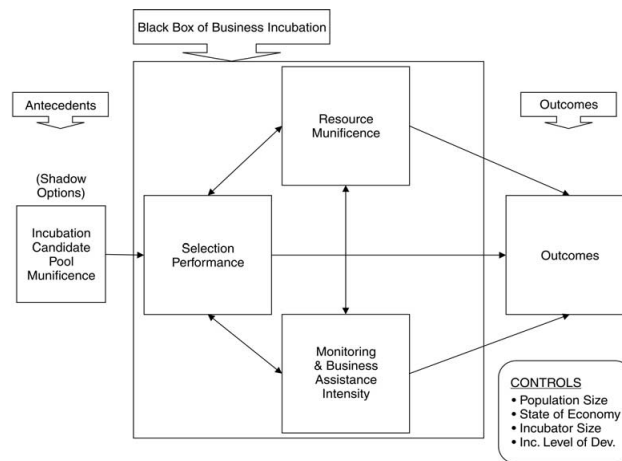 Black Box of Business Incubation
Antecedents
Outcomes
(Shadow
Options)
Incubation
Candidate
Pool
Munificence
Selection
Performance
Resource
Munificence
Monitoring
& Business
Assistance
Intensity
Outcomes
CONTROLS
• Population Size
• State of Economy
• Incubator Size
• Inc. Level of Dev.